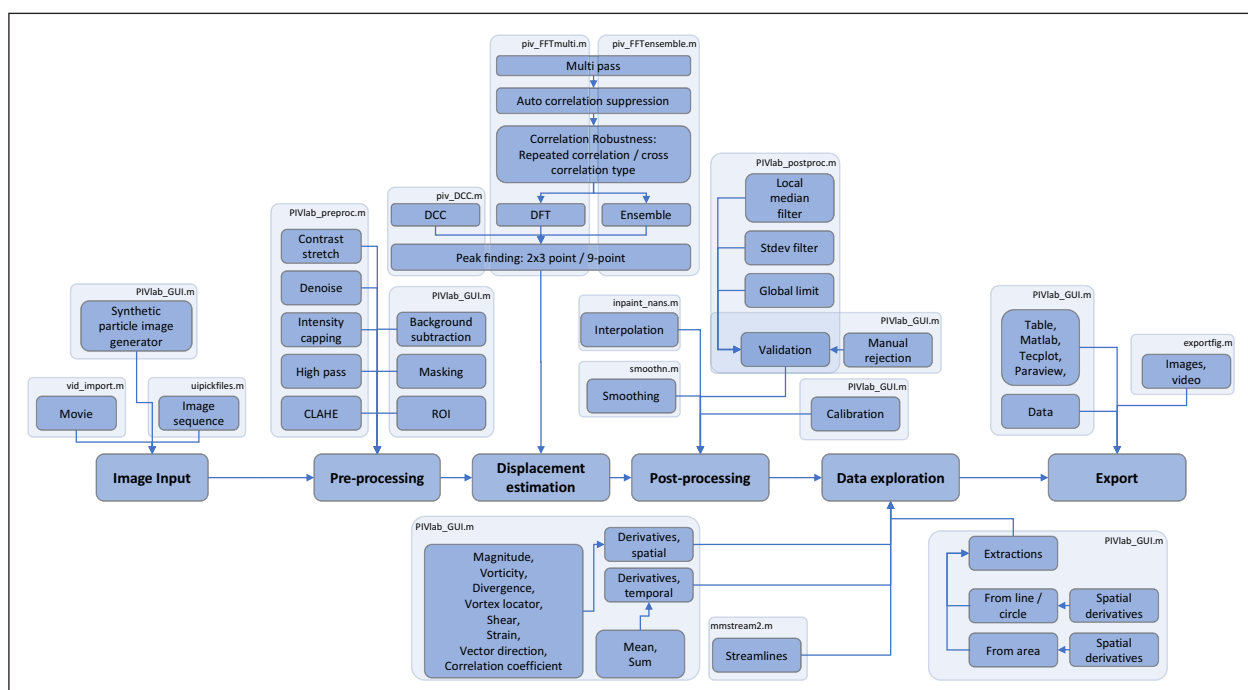 piv_FFTmulti.m
piv_FFTensemble.m
Multi pass
Auto correlation suppression
Correlation Robustness:
Repeated correlation / cross
correlation type
piv_DCC.m
DCC
DFT
Ensemble
Peak finding: 2x3 point / 9-point
PIVlab_preproc.m
Contrast
stretch
Denoise
Intensity
capping
High pass
CLAHE
PIVlab_GUI.m
Background
subtraction
Masking
ROI
PIVlab_GUI.m
Synthetic
particle image
generator
vid_import.m
Movie
uipickfiles.m
Image
sequence
PIVlab_postproc.m
Local
median
filter
Stdev filter
Global limit
PIVlab_GUI.m
Validation
Manual
rejection
inpaint_nans.m
Interpolation
smoothn.m
Smoothing
PIVlab_GUI.m
Calibration
PIVlab_GUI.m
Table,
Matlab,
Tecplot,
Paraview,
Data
exportfig.m
Images,
video
Image Input
Pre-processing
Displacement
estimation
Post-processing
Data exploration
Export
PIVlab_GUI.m
Magnitude,
Vorticity,
Divergence,
Vortex locator,
Shear,
Strain,
Vector direction,
Correlation coefficient
Derivatives,
spatial
Derivatives,
temporal
Mean,
Sum
mmstream2.m
Streamlines
PIVlab_GUI.m
Extractions
From line /
circle
Spatial
derivatives
From area
Spatial
derivatives